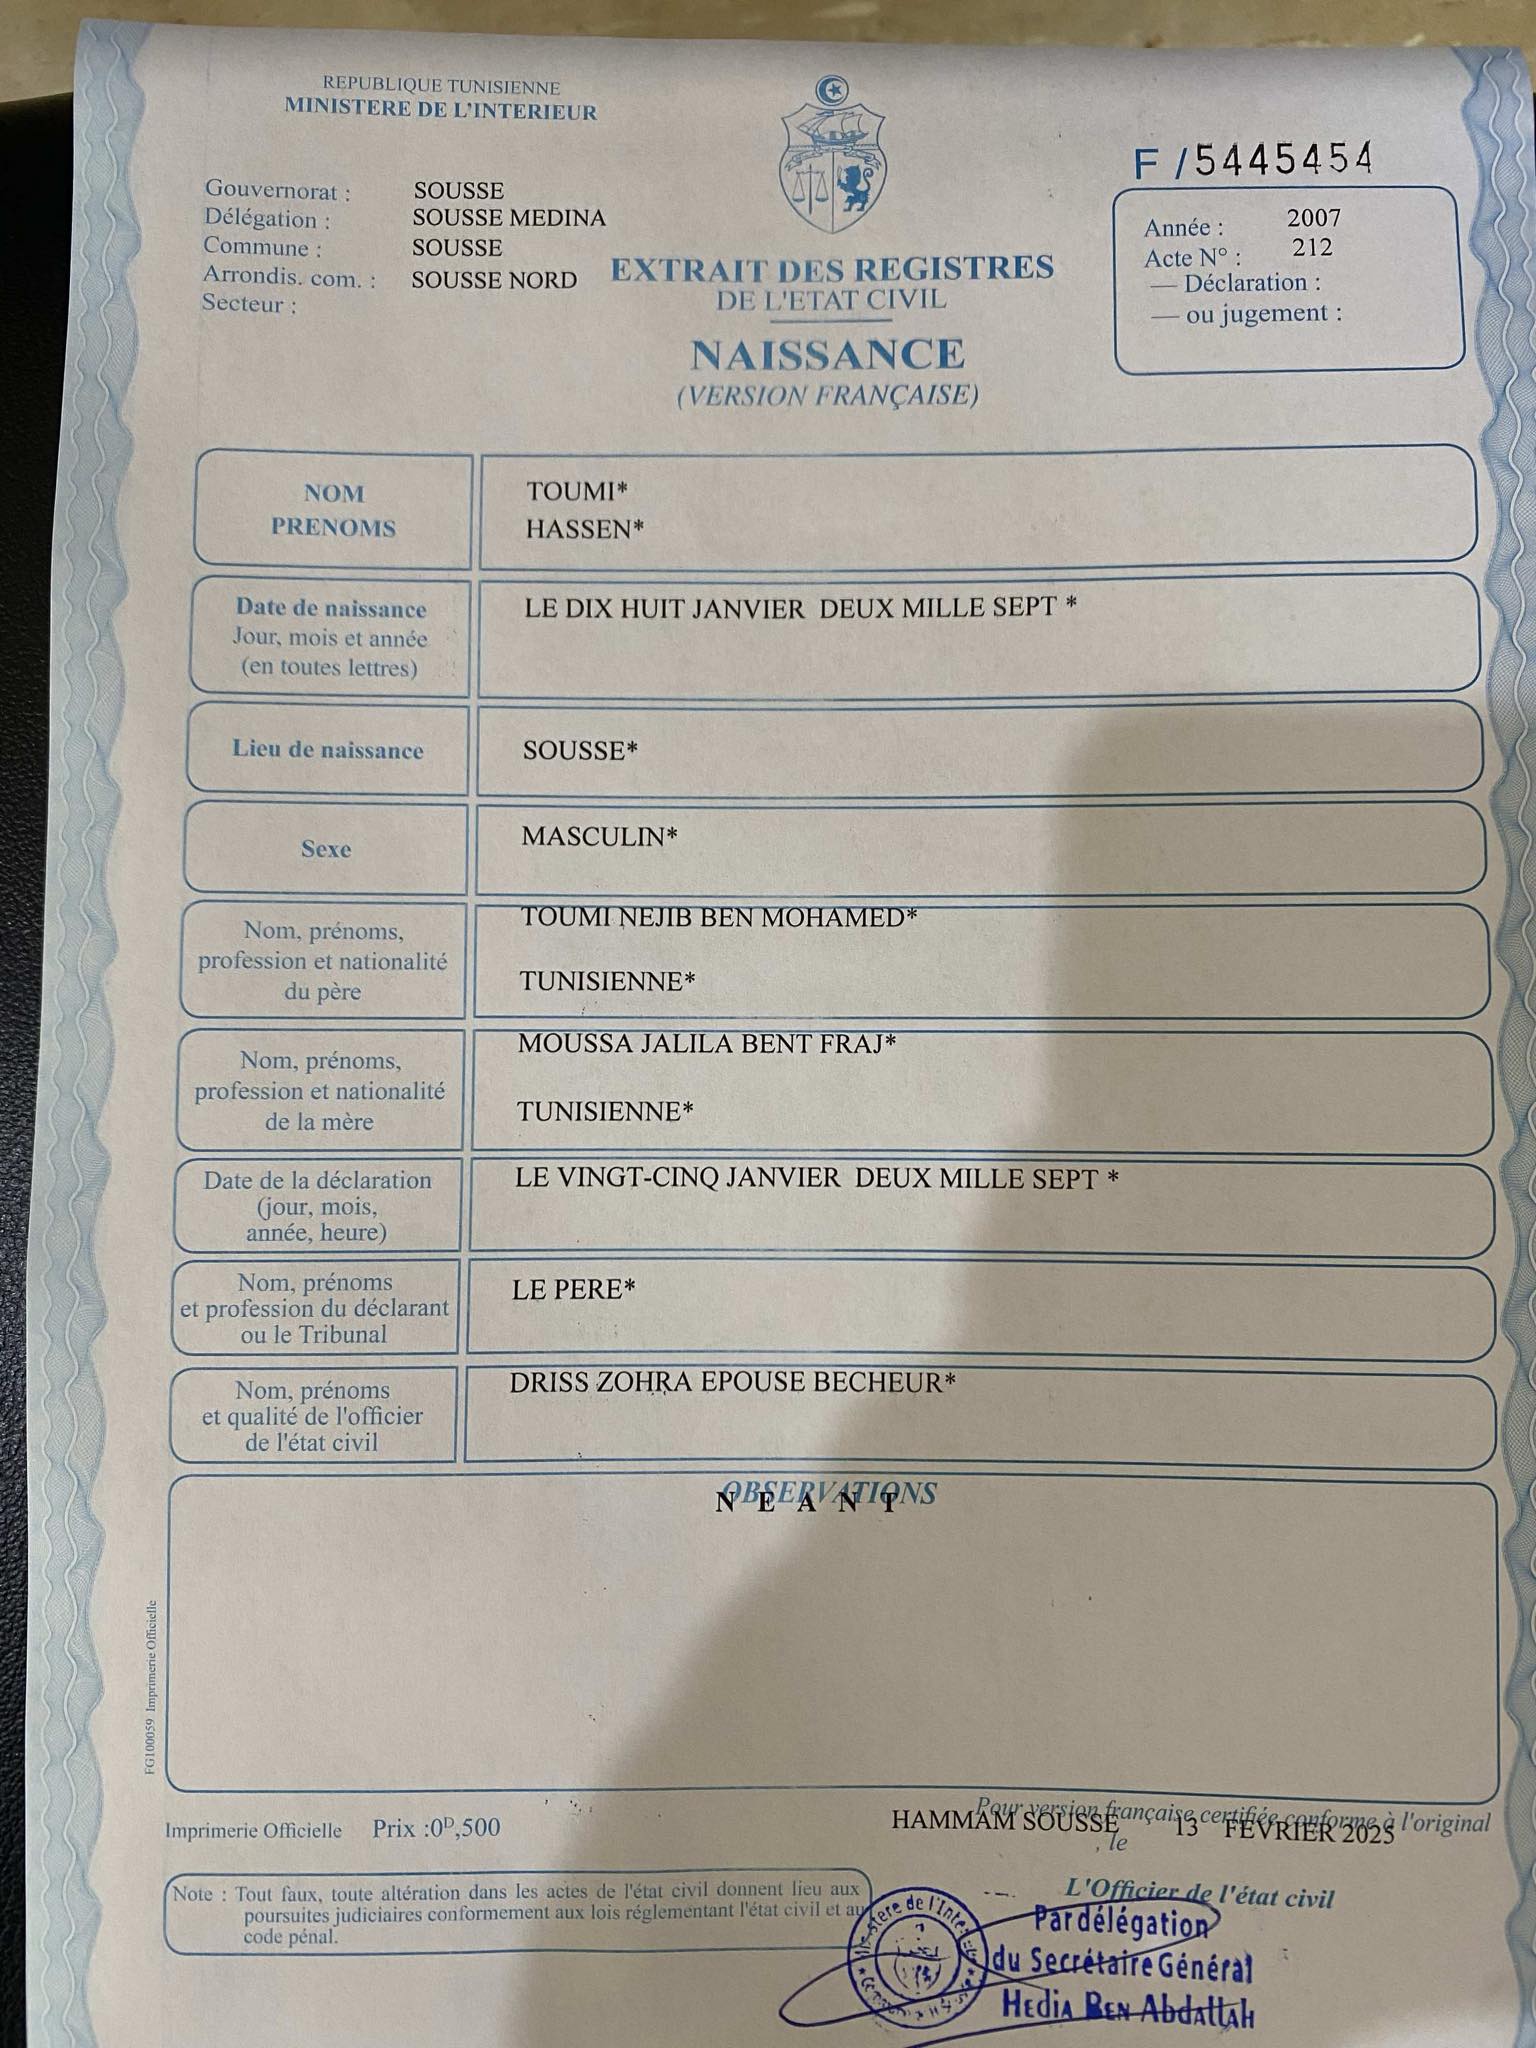 REPUBLIQUE TUNISIENNE
MINISTERE DE L'INTERIEUR
F / 5445454
Gouvernorat : SOUSSE
Délégation : SOUSSE MEDINA
Commune : SOUSSE
Arrondis. com. : SOUSSE NORD
Secteur :
EXTRAIT DES REGISTRES
DE L'ETAT CIVIL
NAISSANCE
(VERSION FRANÇAISE)
Année : 2007
Acte N° : 212
— Déclaration :
— ou jugement :
NOM TOUMI*
PRENOMS HASSEN*
Date de naissance LE DIX HUIT JANVIER DEUX MILLE SEPT *
Jour, mois et année
(en toutes lettres)
Lieu de naissance SOUSSE*
Sexe MASCULIN*
Nom, prénoms,
profession et nationalité
du père
TOUMI NEJIB BEN MOHAMED*
TUNISIENNE*
Nom, prénoms,
profession et nationalité
de la mère
MOUSSA JALILA BENT FRAJ*
TUNISIENNE*
Date de la déclaration
(jour, mois,
année, heure)
LE VINGT-CINQ JANVIER DEUX MILLE SEPT *
Nom, prénoms
et profession du déclarant
ou le Tribunal
LE PERE*
Nom, prénoms
et qualité de l'officier
de l'état civil
DRISS ZOHRA EPOUSE BECHEUR*
OBSERVATIONS
N E A N T
FG100059 Imprimerie Officielle
Imprimerie Officielle Prix :0D,500
Pour version française certifiée conforme à l'original
HAMMAM SOUSSE , le 13 FEVRIER 2025
Note : Tout faux, toute altération dans les actes de l'état civil donnent lieu aux
poursuites judiciaires conformement aux lois réglementant l'état civil et au
code pénal.
L'Officier de l'état civil
Par délégation
du Secrétaire Général
Hedia Ben Abdallah